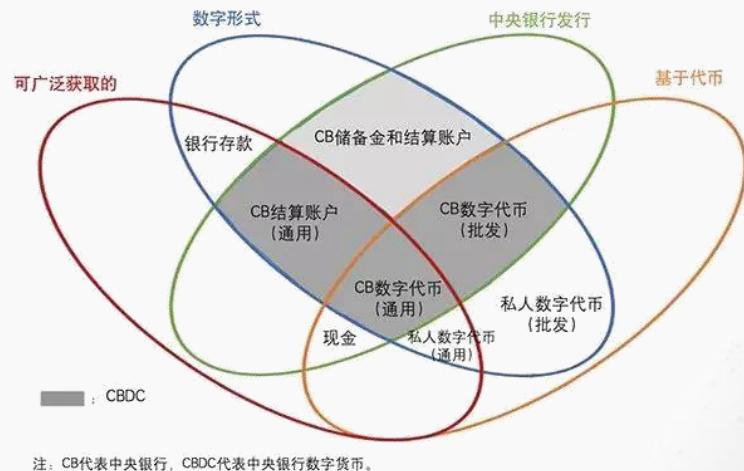 数字形式
中央银行发行
可广泛获取的
基于代币
银行存款
CB储备金和结算账户
CB结算账户
(通用)
CB数字代币
(批发)
CB数字代币
(通用)
私人数字代币
(批发)
现金
私人数字代币
(通用)
: CBDC
注: CB代表中央银行, CBDC代表中央银行数字货币。